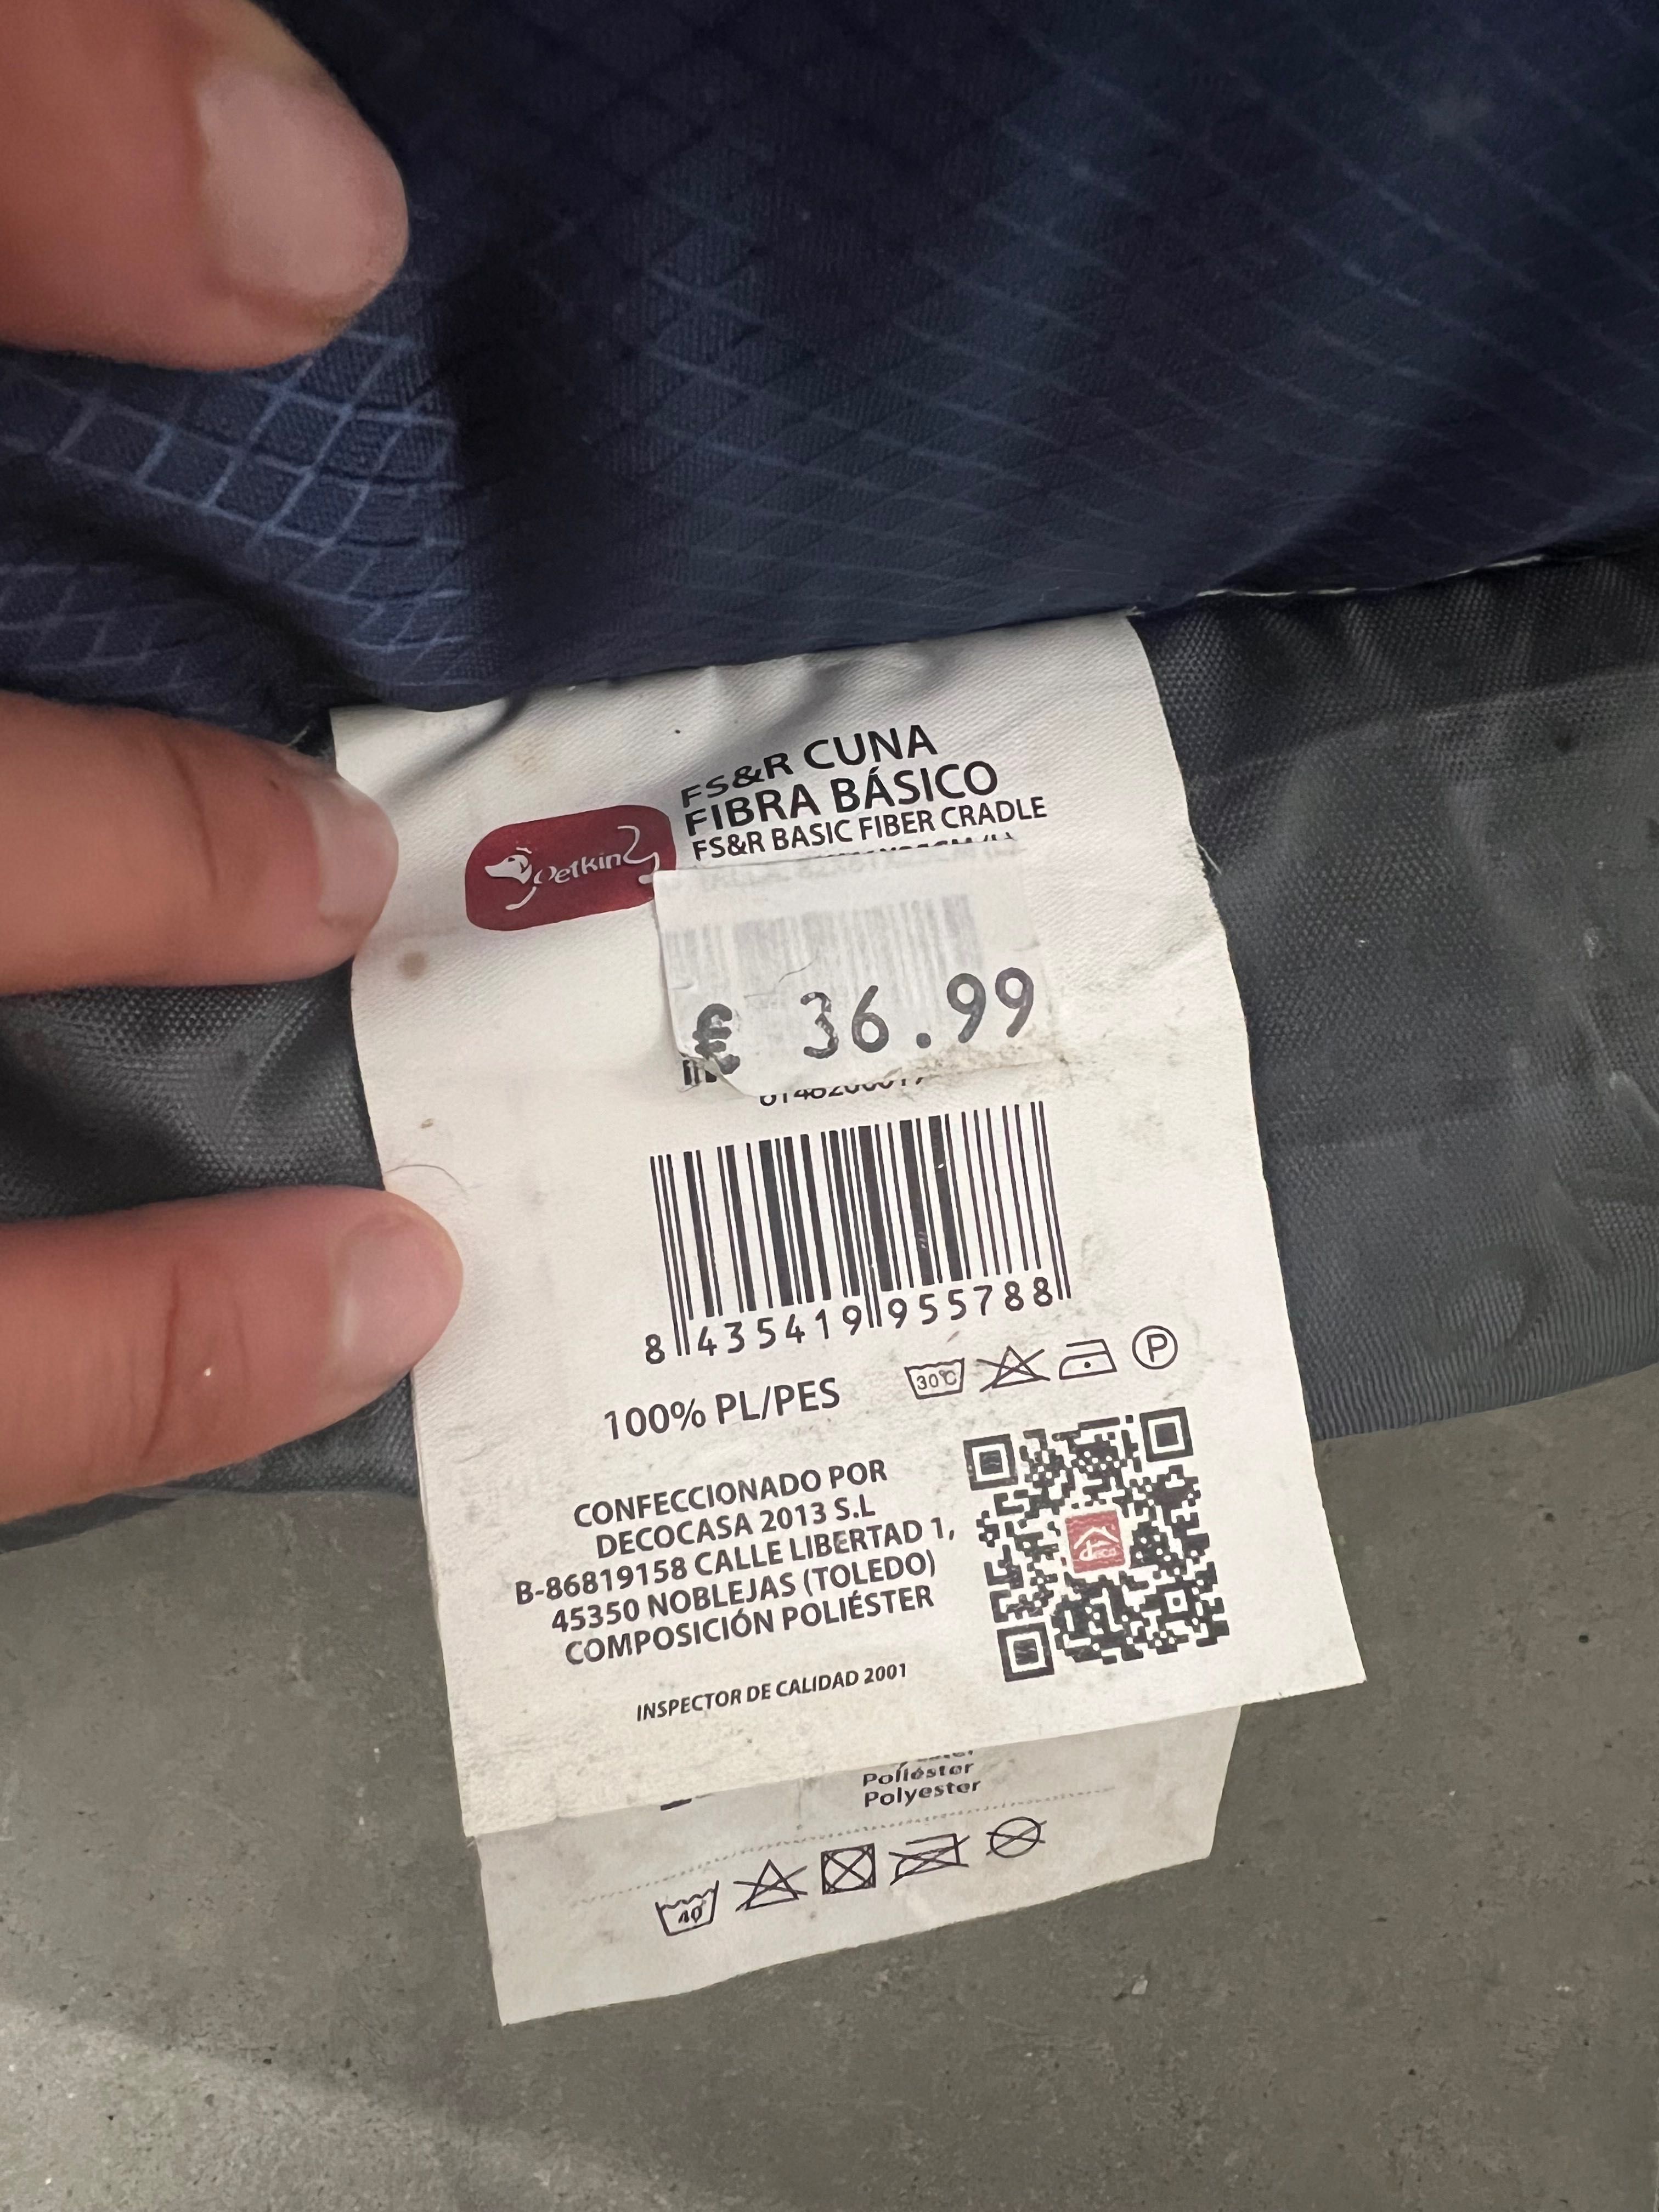 FS&R CUNA
FIBRA BÁSICO
FS&R BASIC FIBER CRADLE
Petkin
€ 36.99
8 435419 955788
30°C
P
100% PL/PES
CONFECCIONADO POR
DECOCASA 2013 S.L
B-86819158 CALLE LIBERTAD 1,
45350 NOBLEJAS (TOLEDO)
COMPOSICIÓN POLIÉSTER
deco
INSPECTOR DE CALIDAD 2001
Poliéster
Polyester
40